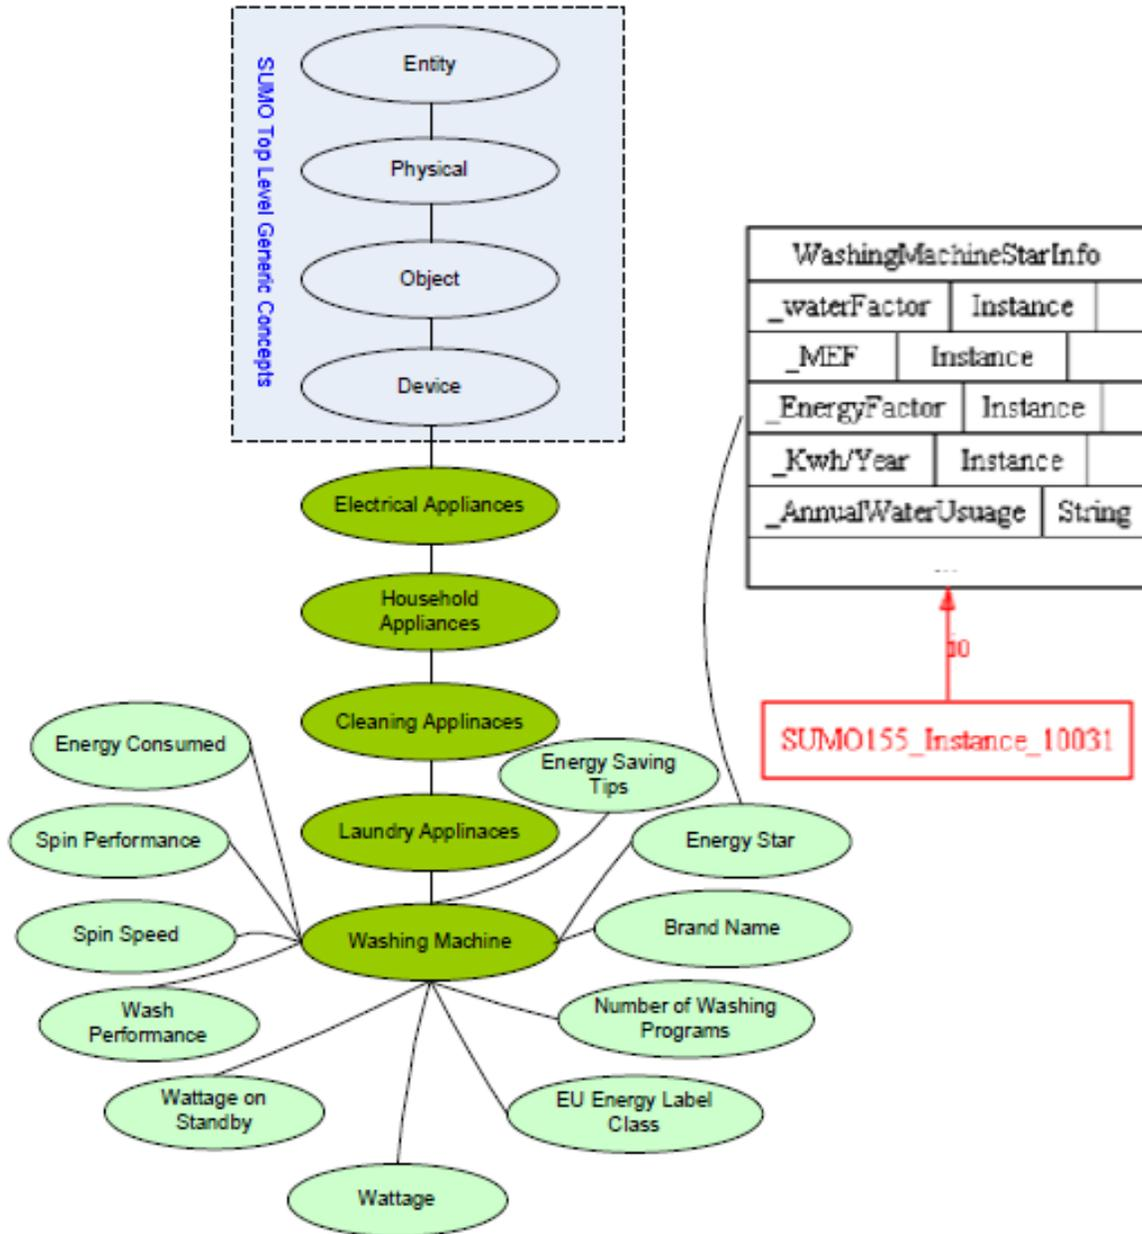 SUMO Top Level Generic Concepts
Entity
Physical
Object
Device
Electrical Appliances
Household
Appliances
Cleaning Applinaces
Laundry Applinaces
Washing Machine
Energy Consumed
Spin Performance
Spin Speed
Wash
Performance
Wattage on
Standby
Wattage
EU Energy Label
Class
Number of Washing
Programs
Brand Name
Energy Star
Energy Saving
Tips
WashingMachineStarInfo
_waterFactor Instance
_MEF Instance
_EnergyFactor Instance
_Kwh/Year Instance
_AnnualWaterUsuage String
...
SUMO155_Instance_10031